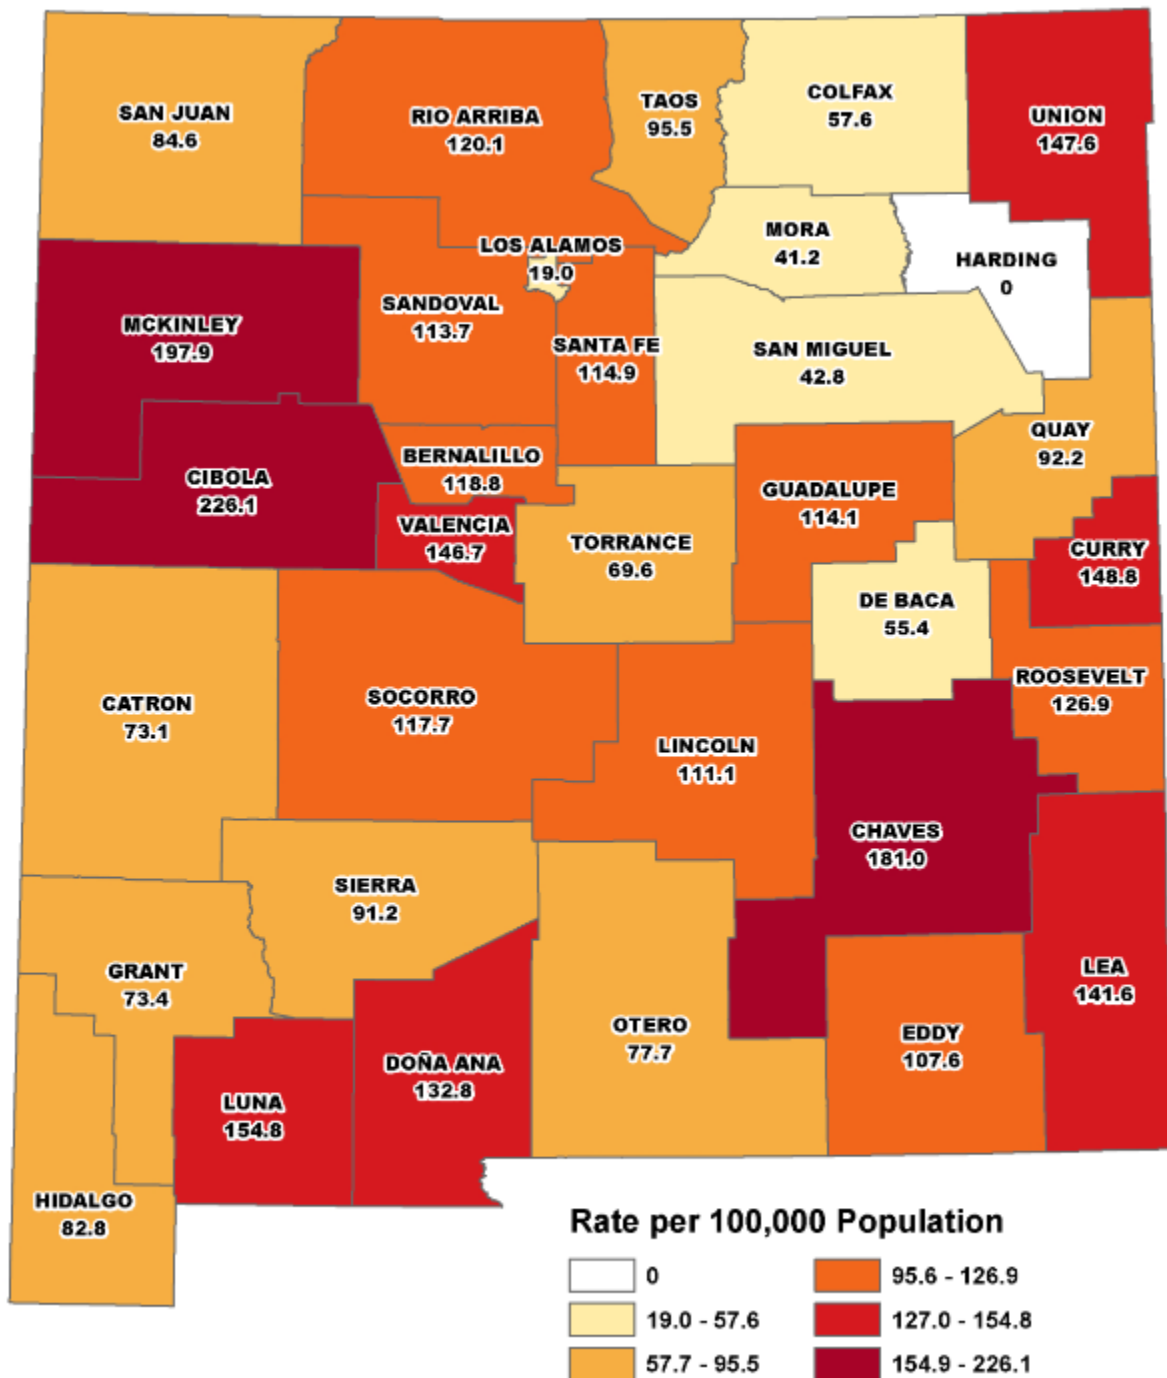 SAN JUAN
84.6
RIO ARRIBA
120.1
TAOS
95.5
COLFAX
57.6
UNION
147.6
MORA
41.2
HARDING
0
LOS ALAMOS
19.0
SANDOVAL
113.7
MCKINLEY
197.9
SANTA FE
114.9
SAN MIGUEL
42.8
QUAY
92.2
BERNALILLO
118.8
CIBOLA
226.1
GUADALUPE
114.1
VALENCIA
146.7
TORRANCE
69.6
CURRY
148.8
DE BACA
55.4
ROOSEVELT
126.9
CATRON
73.1
SOCORRO
117.7
LINCOLN
111.1
CHAVES
181.0
SIERRA
91.2
GRANT
73.4
LEA
141.6
OTERO
77.7
EDDY
107.6
DOÑA ANA
132.8
LUNA
154.8
HIDALGO
82.8
Rate per 100,000 Population
0
19.0 - 57.6
57.7 - 95.5
95.6 - 126.9
127.0 - 154.8
154.9 - 226.1